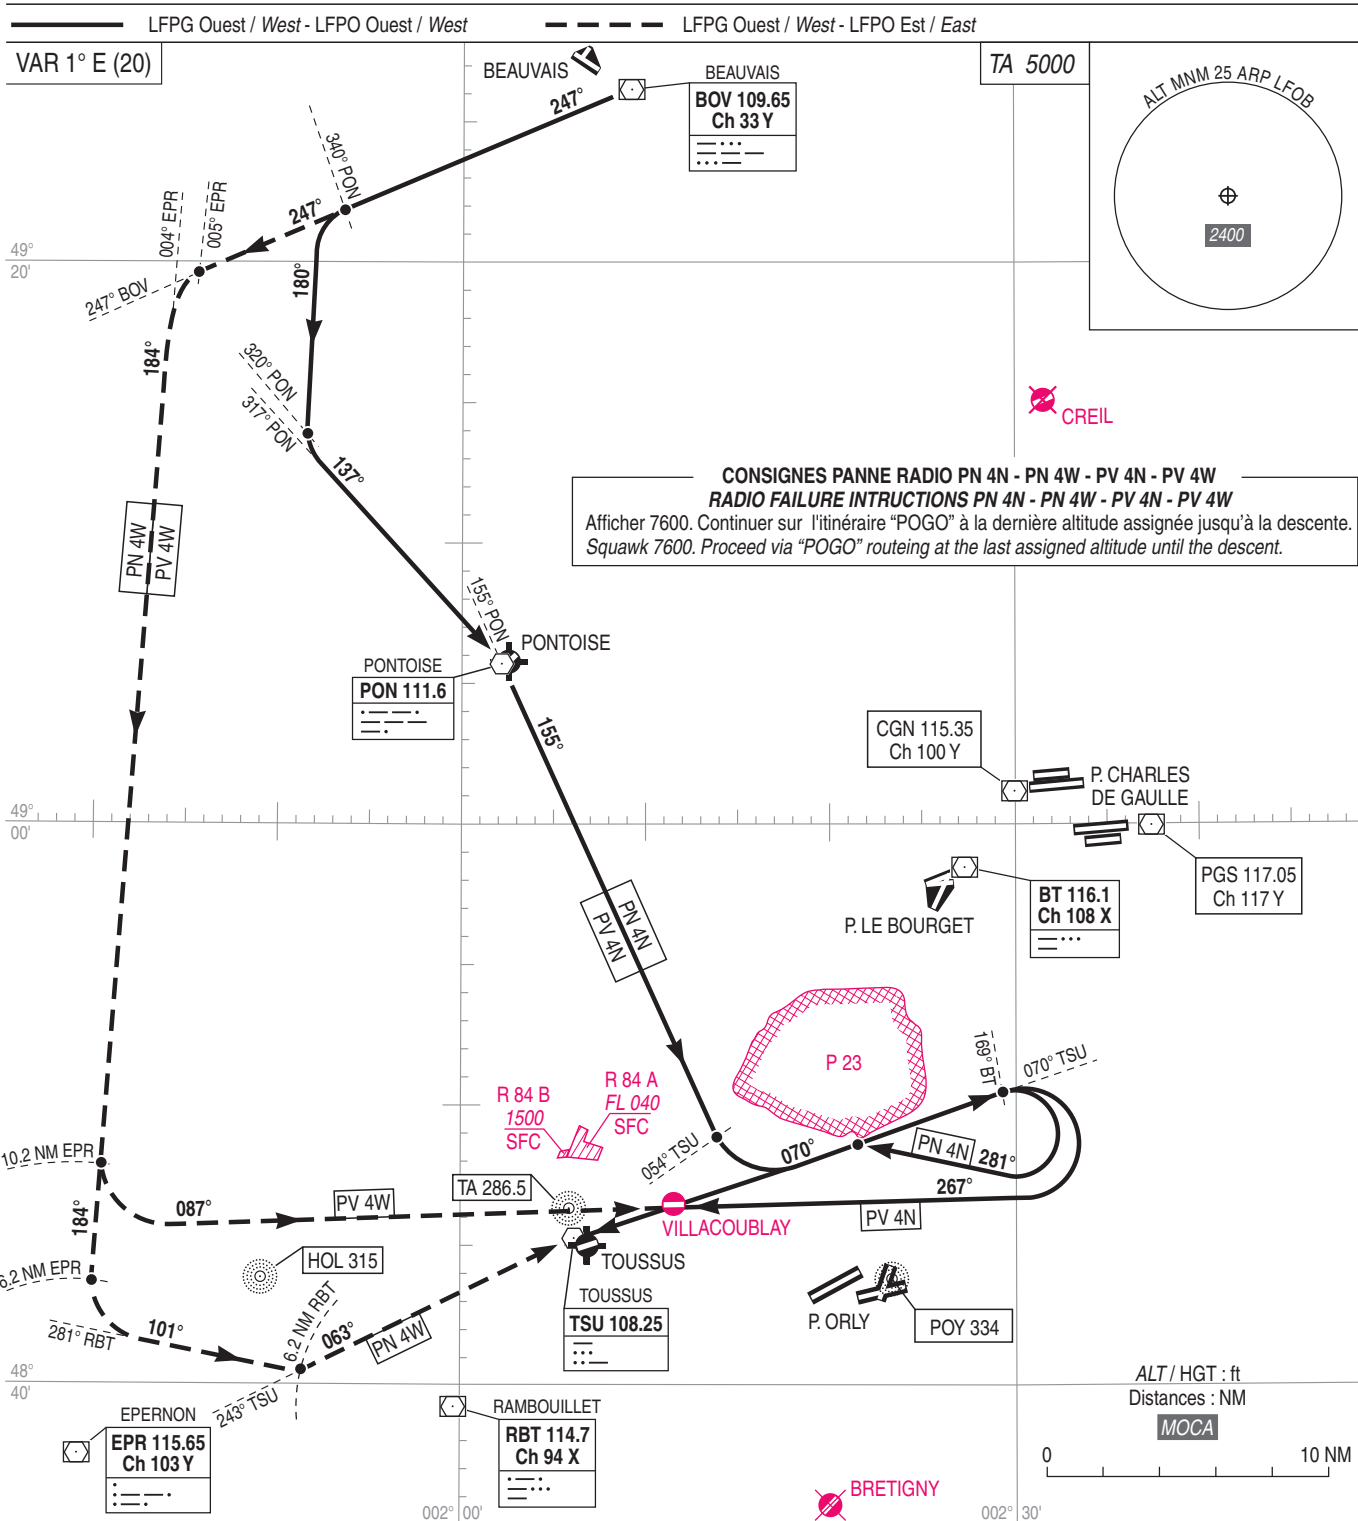 LFPG Ouest / West - LFPO Ouest / West
LFPG Ouest / West - LFPO Est / East
VAR 1° E (20)
TA 5000
ALT MNM 25 ARP LFOB
2400
BEAUVAIS
BEAUVAIS
BOV 109.65
Ch 33 Y
247°
340° PON
247°
004° EPR
005° EPR
49°
20'
247° BOV
180°
184°
320° PON
317° PON
137°
CREIL
CONSIGNES PANNE RADIO PN 4N - PN 4W - PV 4N - PV 4W
RADIO FAILURE INTRUCTIONS PN 4N - PN 4W - PV 4N - PV 4W
Afficher 7600. Continuer sur l'itinéraire “POGO” à la dernière altitude assignée jusqu'à la descente.
Squawk 7600. Proceed via “POGO” routeing at the last assigned altitude until the descent.
PN 4W
PV 4W
155° PON
PONTOISE
PONTOISE
PON 111.6
155°
CGN 115.35
Ch 100 Y
P. CHARLES
DE GAULLE
49°
00'
PGS 117.05
Ch 117 Y
BT 116.1
Ch 108 X
P. LE BOURGET
PN 4N
PV 4N
P 23
169° BT
070° TSU
R 84 B
1500
SFC
R 84 A
FL 040
SFC
054° TSU
070°
PN 4N
281°
10.2 NM EPR
TA 286.5
267°
184°
087°
PV 4W
PV 4N
VILLACOUBLAY
HOL 315
TOUSSUS
6.2 NM EPR
TOUSSUS
TSU 108.25
P. ORLY
POY 334
281° RBT
101°
6.2 NM RBT
063°
PN 4W
48°
40'
243° TSU
ALT / HGT : ft
Distances : NM
MOCA
EPERNON
EPR 115.65
Ch 103 Y
RAMBOUILLET
RBT 114.7
Ch 94 X
0
10 NM
BRETIGNY
002° 00'
002° 30'